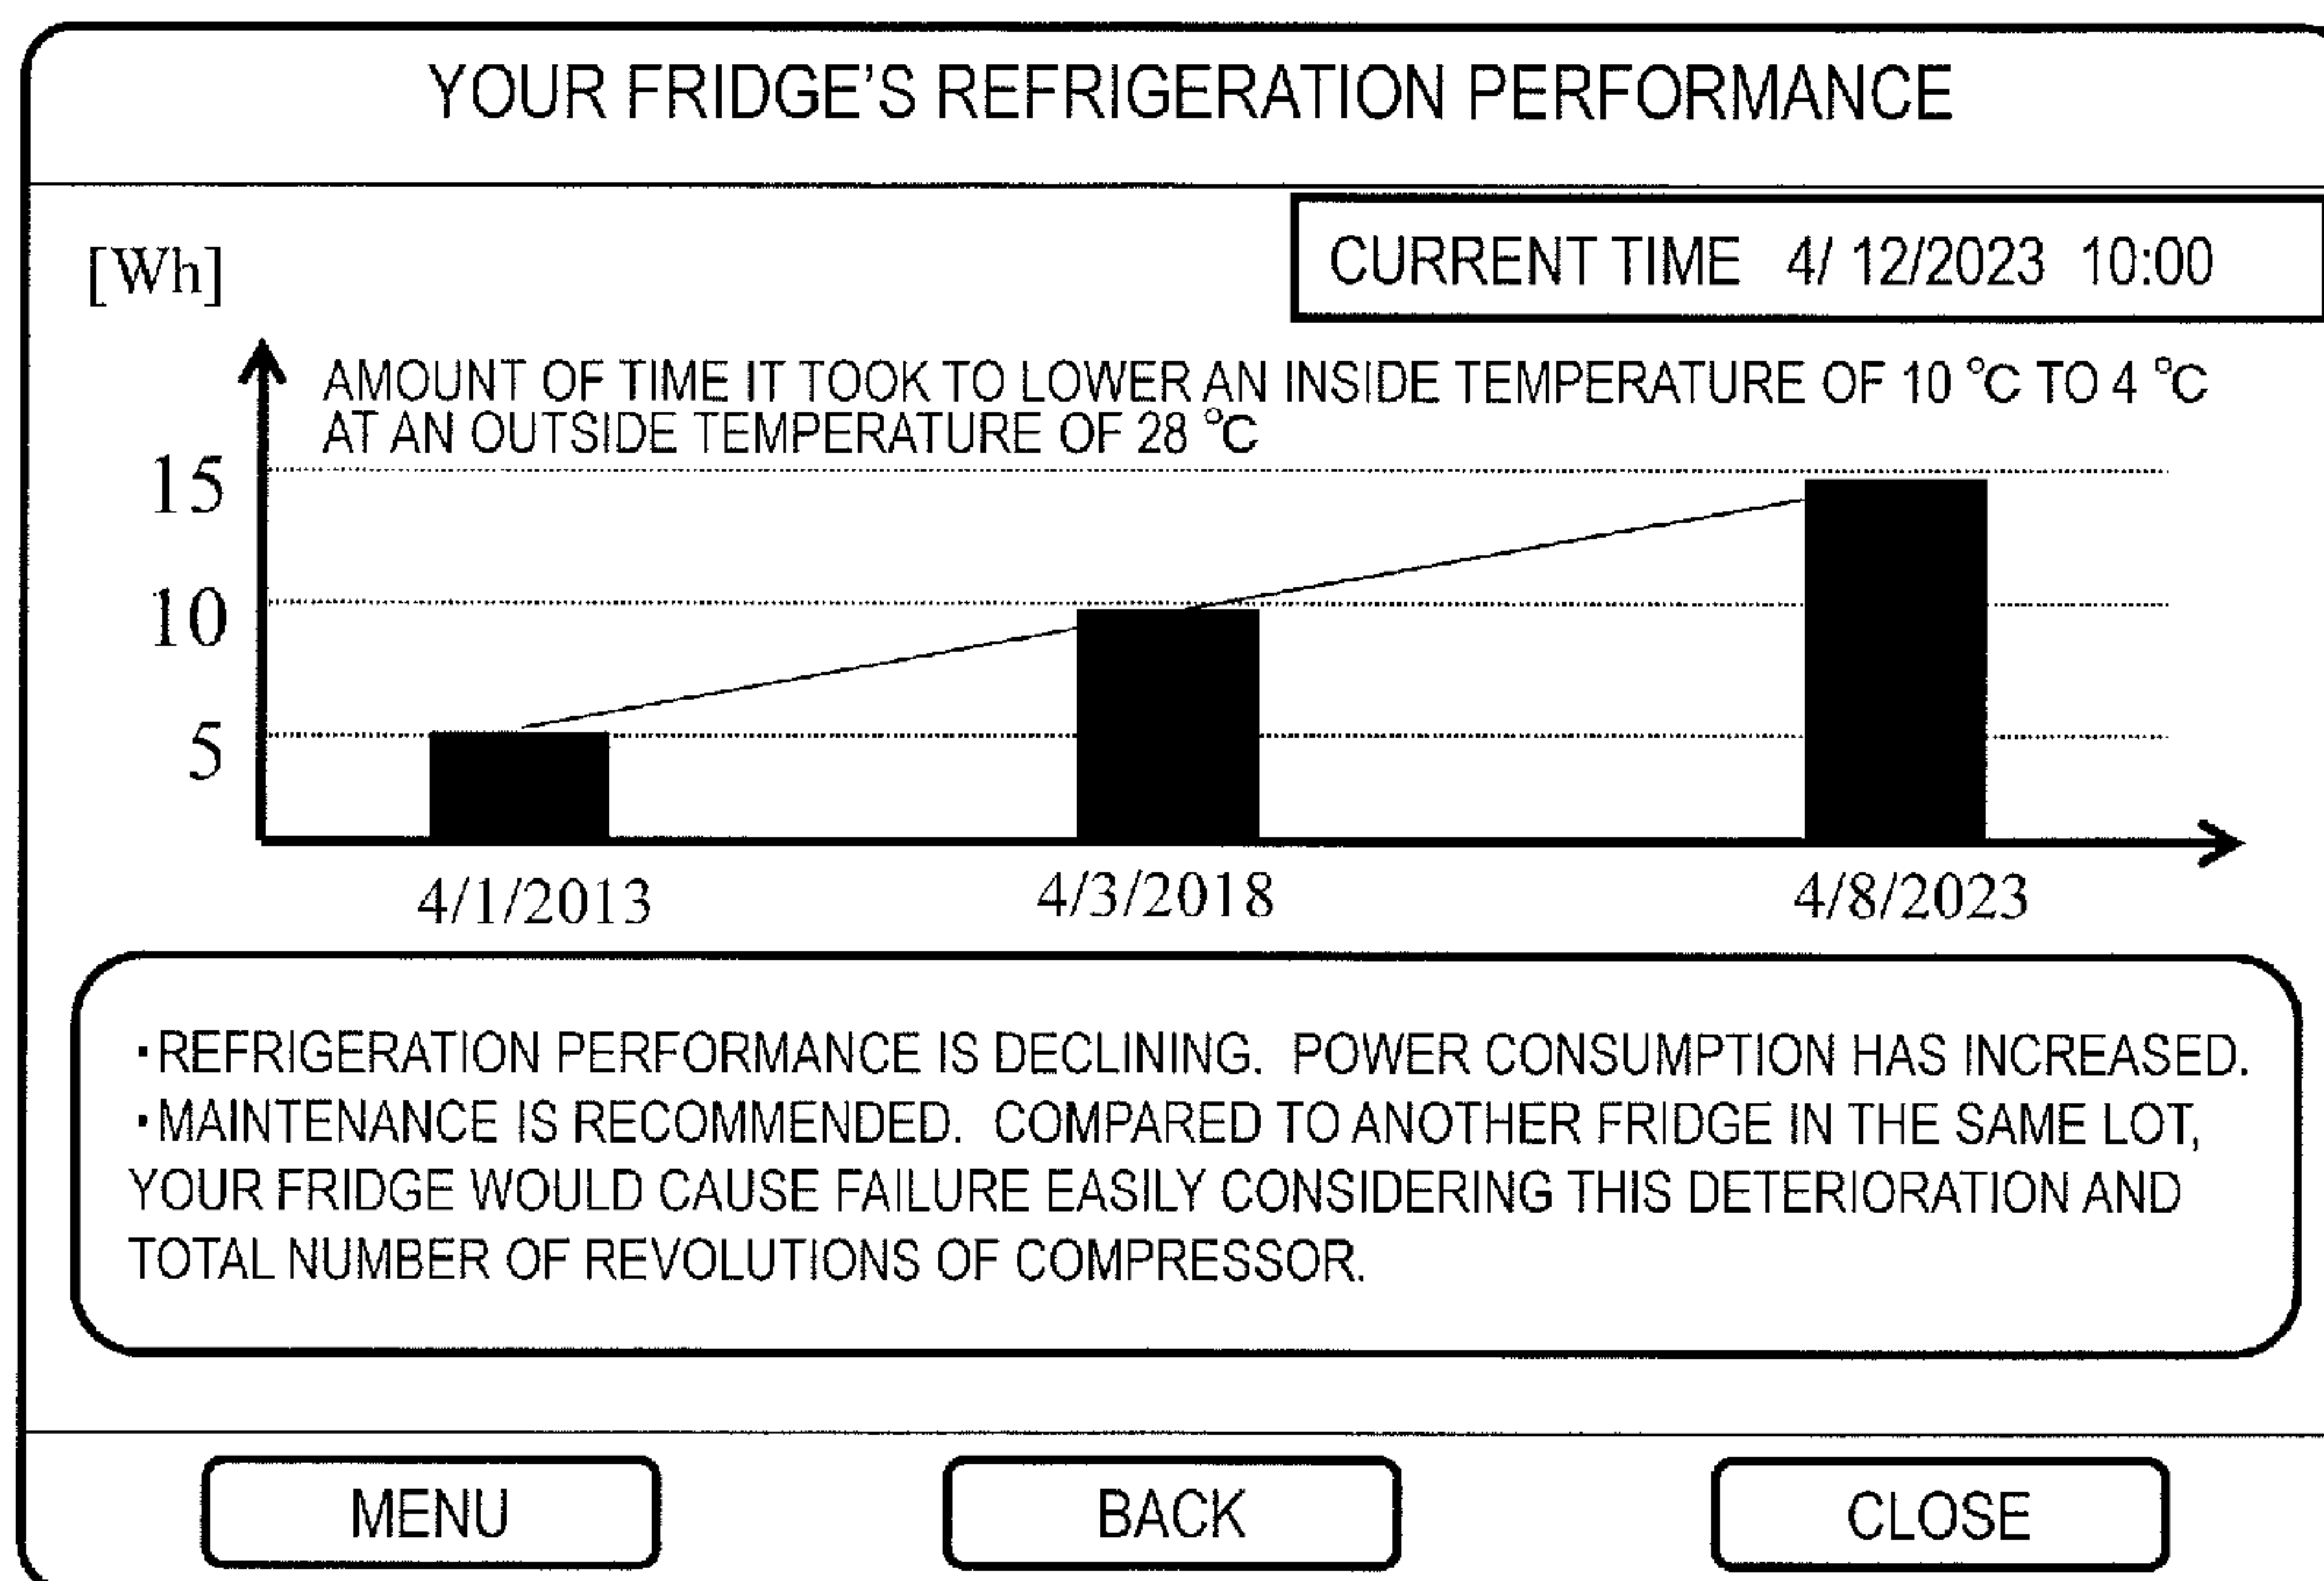 YOUR FRIDGE'S REFRIGERATION PERFORMANCE
CURRENT TIME 4/ 12/2023 10:00
[Wh]
AMOUNT OF TIME IT TOOK TO LOWER AN INSIDE TEMPERATURE OF 10 °C TO 4 °C
AT AN OUTSIDE TEMPERATURE OF 28 °C
15
10
5
4/1/2013
4/3/2018
4/8/2023
·REFRIGERATION PERFORMANCE IS DECLINING. POWER CONSUMPTION HAS INCREASED.
·MAINTENANCE IS RECOMMENDED. COMPARED TO ANOTHER FRIDGE IN THE SAME LOT,
YOUR FRIDGE WOULD CAUSE FAILURE EASILY CONSIDERING THIS DETERIORATION AND
TOTAL NUMBER OF REVOLUTIONS OF COMPRESSOR.
MENU
BACK
CLOSE